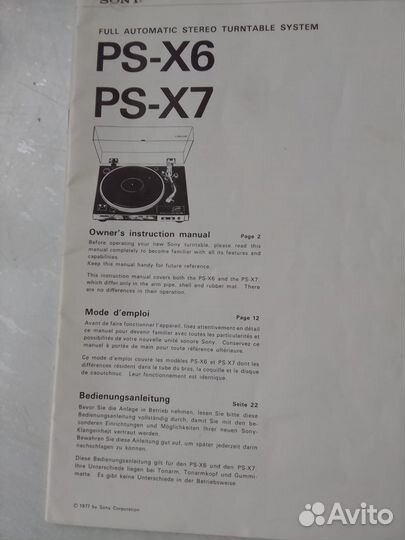 SONY
FULL AUTOMATIC STEREO TURNTABLE SYSTEM
PS-X6
PS-X7
Owner's instruction manual Page 2
Before operating your new Sony turntable, please read this
manual completely to become familiar with all its features and
capabilities.
Keep this manual handy for future reference.
This instruction manual covers both the PS-X6 and the PS-X7,
which differ only in the arm pipe, shell and rubber mat. There
are no differences in their operation.
Mode d'emploi Page 12
Avant de faire fonctionner l'appareil, lisez attentivement en détail
ce manuel pour devenir familier avec toutes les particularités et
possibilités de votre nouvelle unité sonore Sony. Conservez ce
manuel à portée de main pour toute référence ultérieure.
Ce mode d'emploi couvre les modèles PS-X6 et PS-X7 dont les
différences résident dans le tube du bras, la coquille et le disque
de caoutchouc. Leur fonctionnement est identique.
Bedienungsanleitung Seite 22
Bevor Sie die Anlage in Betrieb nehmen, lesen Sie bitte diese
Bedienungsanleitung vollständig durch, damit Sie mit den be-
sonderen Einrichtungen und Möglichkeiten Ihrer neuen Sony-
Klangeinheit vertraut werden.
Bewahren Sie diese Anleitung gut auf, um später jederzeit darin
nachschlagen zu können.
Diese Bedienungsanleitung gilt für den PS-X6 und den PS-X7.
Ihre Unterschiede liegen bei Tonarm, Tonarmkopf und Gummi-
matte. Es gibt keine Unterschiede in der Betriebsweise
© 1977 by Sony Corporation
Avito